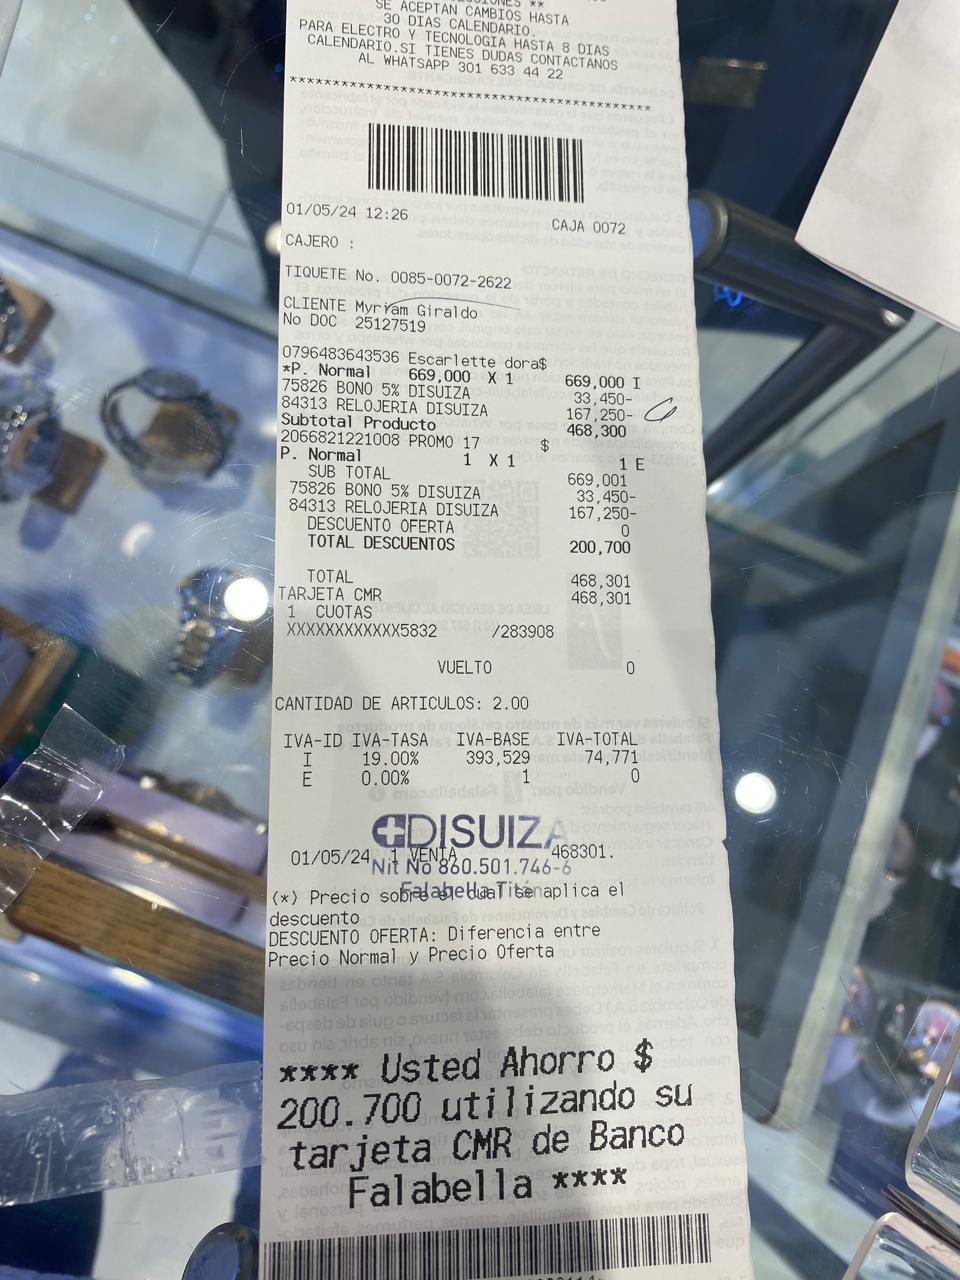 SE ACEPTAN CAMBIOS HASTA
30 DIAS CALENDARIO.
PARA ELECTRO Y TECNOLOGIA HASTA 8 DIAS
CALENDARIO.SI TIENES DUDAS CONTACTANOS
AL WHATSAPP 301 633 44 22
****************************************************
01/05/24 12:26 CAJA 0072
CAJERO :
TIQUETE No. 0085-0072-2622
CLIENTE Myriam Giraldo
No DOC 25127519
0796483643536 Escarlette dora$
*P. Normal 669,000 X 1 669,000 I
75826 BONO 5% DISUIZA 33,450-
84313 RELOJERIA DISUIZA 167,250-
Subtotal Producto 468,300
2066821221008 PROMO 17 $
P. Normal 1 X 1 1 E
SUB TOTAL 669,001
75826 BONO 5% DISUIZA 33,450-
84313 RELOJERIA DISUIZA 167,250-
DESCUENTO OFERTA 0
TOTAL DESCUENTOS 200,700
TOTAL 468,301
TARJETA CMR 468,301
1 CUOTAS
XXXXXXXXXXXX5832 /283908
VUELTO 0
CANTIDAD DE ARTICULOS: 2.00
IVA-ID IVA-TASA IVA-BASE IVA-TOTAL
I 19.00% 393,529 74,771
E 0.00% 1 0
DISUIZA
01/05/24 1 VENTA 468301.
Nit No 860.501.746-6
Falabella Titán
(*) Precio sobre el cual se aplica el
descuento
DESCUENTO OFERTA: Diferencia entre
Precio Normal y Precio Oferta
**** Usted Ahorro $
200.700 utilizando su
tarjeta CMR de Banco
Falabella ****